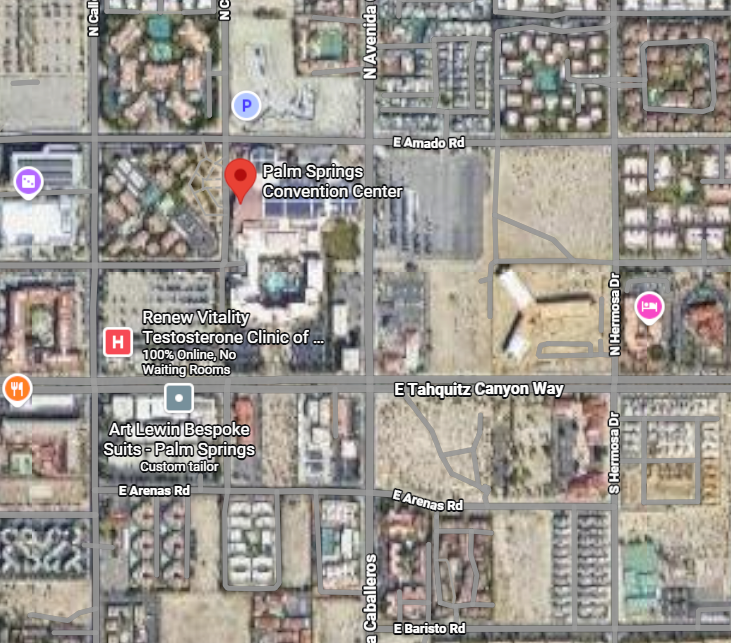 N Cal
N C
N Avenida
P
E Amado Rd
Palm Springs
Convention Center
Renew Vitality
Testosterone Clinic of ...
100% Online, No
Waiting Rooms
H
N Hermosa Dr
E Tahquitz Canyon Way
Art Lewin Bespoke
Suits - Palm Springs
Custom tailor
S Hermosa Dr
E Arenas Rd
E Arenas Rd
a Caballeros
E Baristo Rd